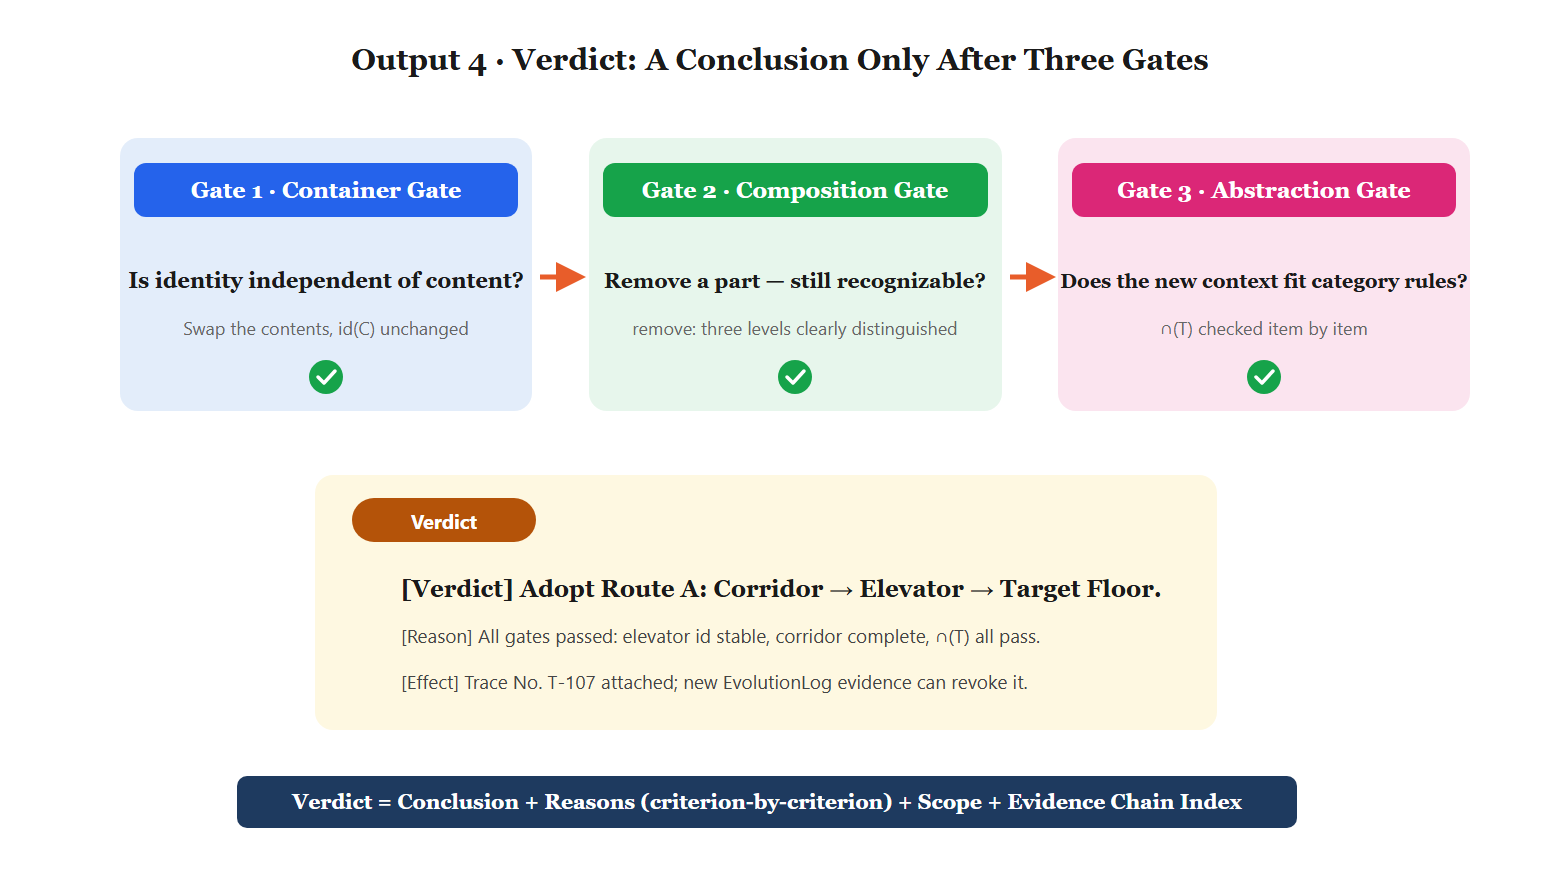 Output 4 · Verdict: A Conclusion Only After Three Gates
Gate 1 · Container Gate
Is identity independent of content?
Swap the contents, id(C) unchanged
Gate 2 · Composition Gate
Remove a part — still recognizable?
remove: three levels clearly distinguished
Gate 3 · Abstraction Gate
Does the new context fit category rules?
∩(T) checked item by item
Verdict
[Verdict] Adopt Route A: Corridor → Elevator → Target Floor.
[Reason] All gates passed: elevator id stable, corridor complete, ∩(T) all pass.
[Effect] Trace No. T-107 attached; new EvolutionLog evidence can revoke it.
Verdict = Conclusion + Reasons (criterion-by-criterion) + Scope + Evidence Chain Index